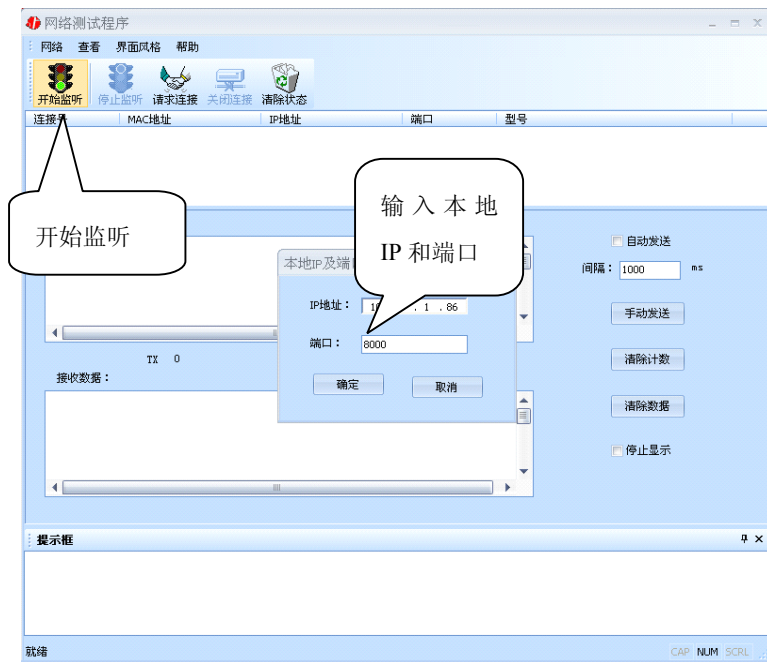 网络测试程序
网络 查看 界面风格 帮助
开始监听 停止监听 请求连接 关闭连接 清除状态
MAC地址 IP地址 端口 型号
开始监听
输入本地
IP 和端口
本地IP及端
IP地址：
. 1 . 86
端口： 8000
确定 取消
自动发送
间隔： 1000 ms
手动发送
TX 0
清除计数
接收数据：
清除数据
停止显示
提示框
就绪
CAP NUM SCRL